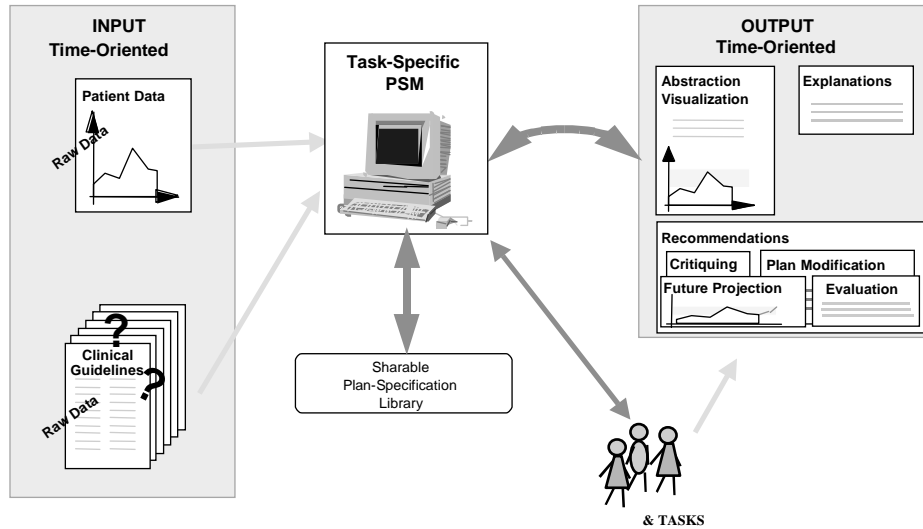 INPUT
Time-Oriented
Patient Data
Raw Data
Clinical
Guidelines
Raw Data
?
?
Task-Specific
PSM
Sharable
Plan-Specification
Library
OUTPUT
Time-Oriented
Abstraction
Visualization
Explanations
Recommendations
Critiquing
Plan Modification
Future Projection
Evaluation
& TASKS